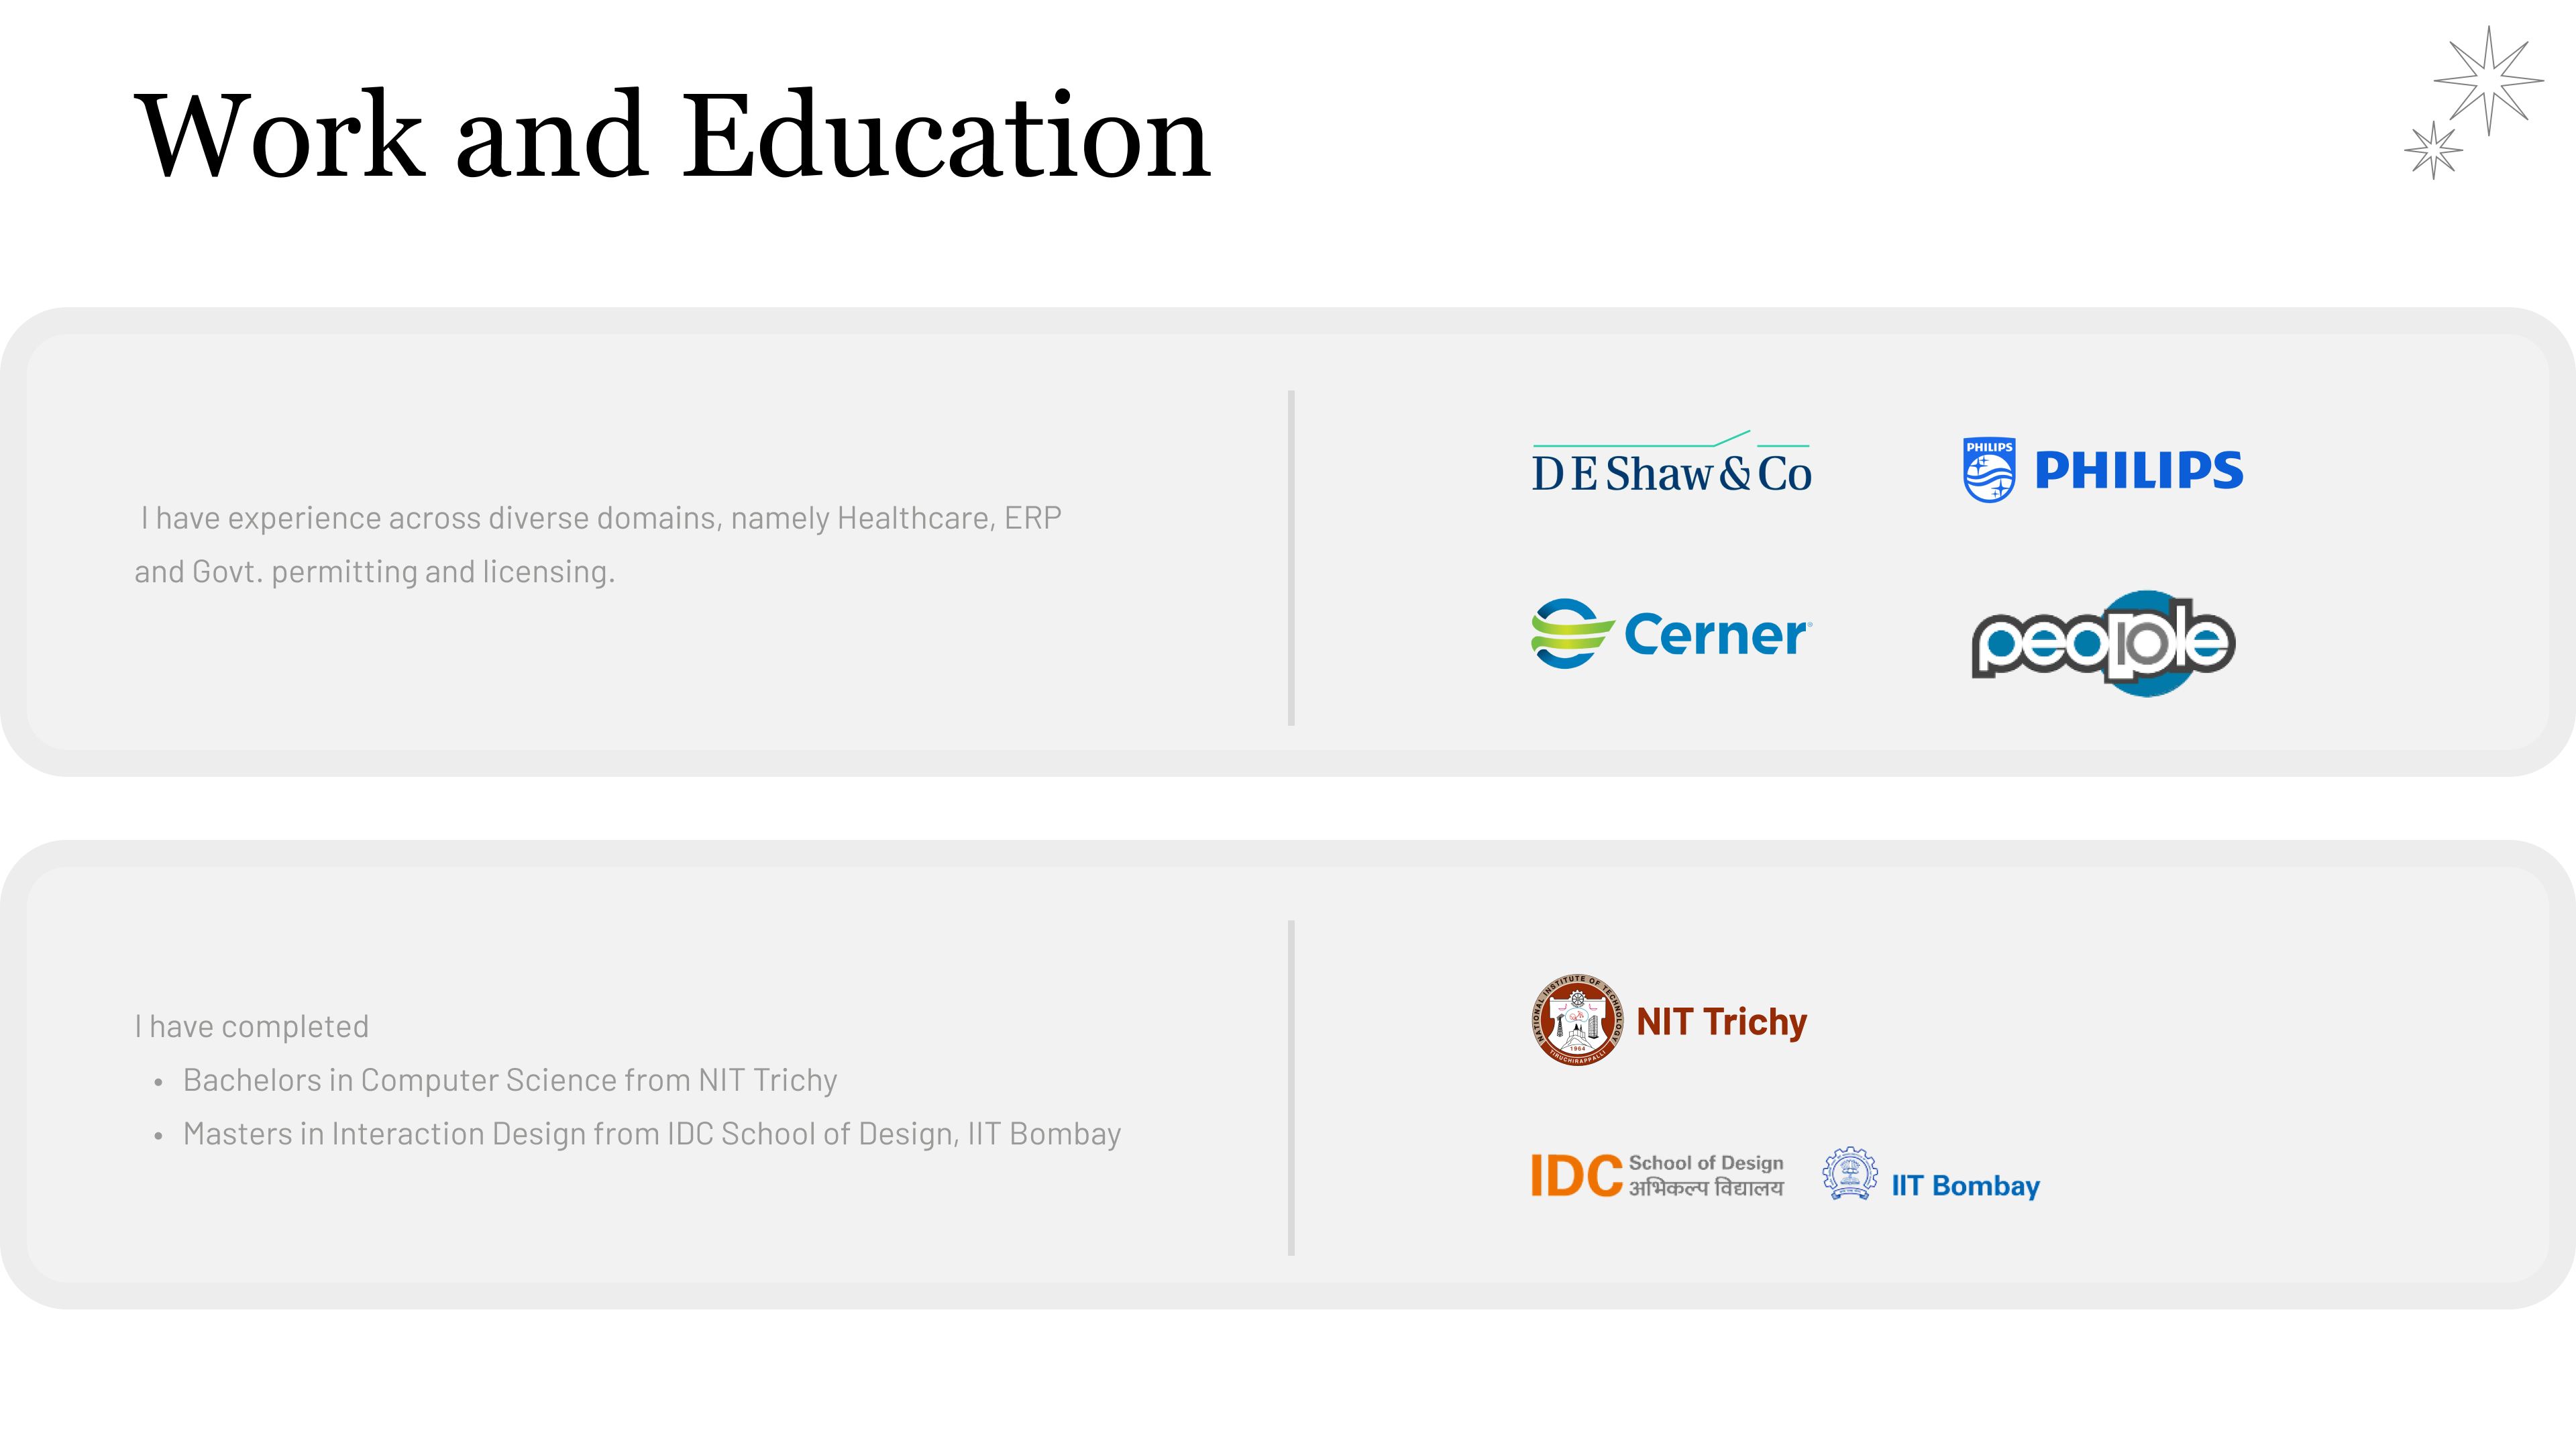 Work and Education
I have experience across diverse domains, namely Healthcare, ERP
and Govt. permitting and licensing.
DEShaw&Co
PHILIPS
PHILIPS
Cerner
people10
I have completed
• Bachelors in Computer Science from NIT Trichy
• Masters in Interaction Design from IDC School of Design, IIT Bombay
NATIONAL INSTITUTE OF TECHNOLOGY
1964
TIRUCHIRAPPALLI
NIT Trichy
IDC School of Design
अभिकल्प विद्यालय
IIT Bombay